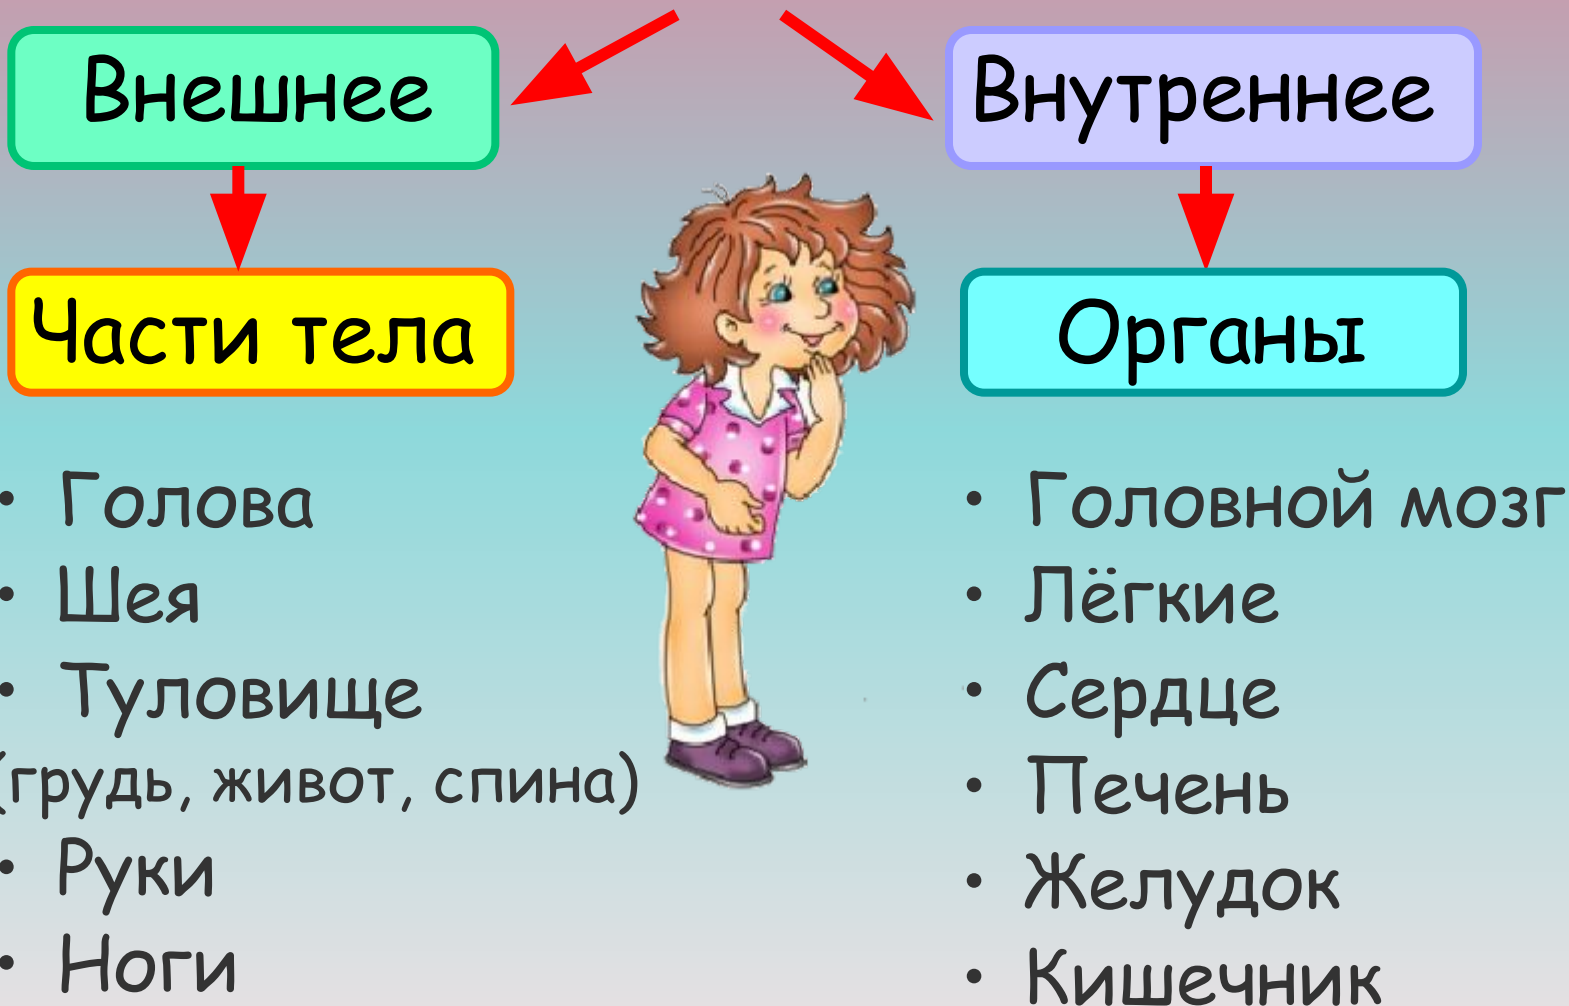 Внешнее
Внутреннее
Части тела
Органы
• Голова
• Шея
• Туловище
(грудь, живот, спина)
• Руки
• Ноги
• Головной мозг
• Лёгкие
• Сердце
• Печень
• Желудок
• Кишечник